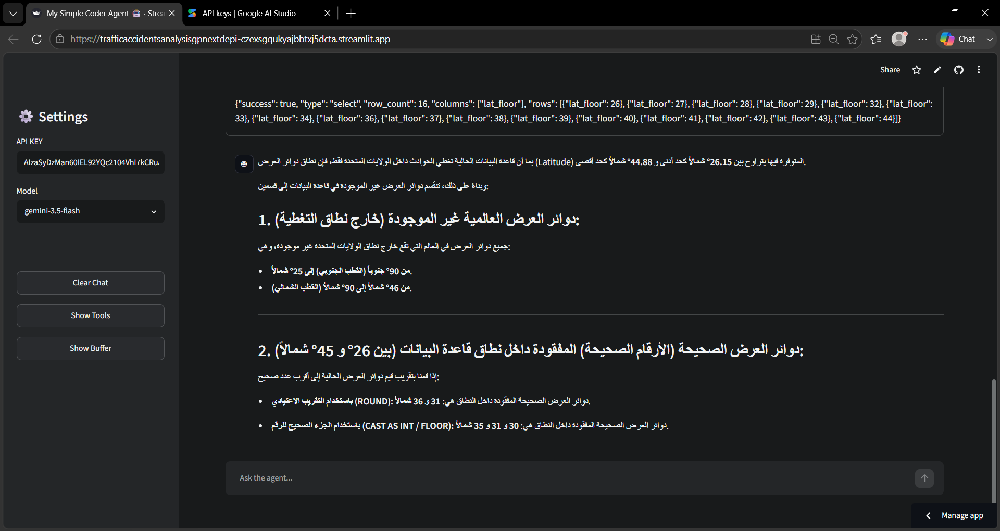 My Simple Coder Agent 🤖 · Strea
API keys | Google AI Studio
https://trafficaccidentsanalysisgpnextdepi-czexsgqukyajbbtxj5dcta.streamlit.app
Chat
Share
Settings
API KEY
Model
gemini-3.5-flash
Clear Chat
Show Tools
Show Buffer
{"success": true, "type": "select", "row_count": 16, "columns": ["lat_floor"], "rows": [{"lat_floor": 26}, {"lat_floor": 27}, {"lat_floor": 28}, {"lat_floor": 29}, {"lat_floor": 32}, {"lat_floor":
33}, {"lat_floor": 34}, {"lat_floor": 36}, {"lat_floor": 37}, {"lat_floor": 38}, {"lat_floor": 39}, {"lat_floor": 40}, {"lat_floor": 41}, {"lat_floor": 42}, {"lat_floor": 43}, {"lat_floor": 44}]}
بما أن قاعدة البيانات الحالية تغطي الحوادث داخل الولايات المتحدة فقط، فإن نطاق دوائر العرض (Latitude) المتوفرة فيها يتراوح بين 26.15° شمالاً كحد أدنى و 44.88° شمالاً كحد أقصى.
وبناءً على ذلك، تنقسم دوائر العرض غير الموجودة في قاعدة البيانات إلى قسمين:
1. دوائر العرض العالمية غير الموجودة (خارج نطاق التغطية):
جميع دوائر العرض في العالم التي تقع خارج نطاق الولايات المتحدة غير موجودة، وهي:
• من 90° جنوباً (القطب الجنوبي) إلى 25° شمالاً.
• من 46° شمالاً إلى 90° شمالاً (القطب الشمالي).
2. دوائر العرض الصحيحة (الأرقام الصحيحة) المفقودة داخل نطاق قاعدة البيانات (بين 26° و 45° شمالاً):
إذا قمنا بتقريب قيم دوائر العرض الحالية إلى أقرب عدد صحيح:
• باستخدام التقريب الاعتيادي (ROUND): دوائر العرض الصحيحة المفقودة داخل النطاق هي: 31 و 36 شمالاً.
• باستخدام الجزء الصحيح للرقم (CAST AS INT / FLOOR): دوائر العرض الصحيحة المفقودة داخل النطاق هي: 30 و 31 و 35 شمالاً.
Ask the agent...
Manage app